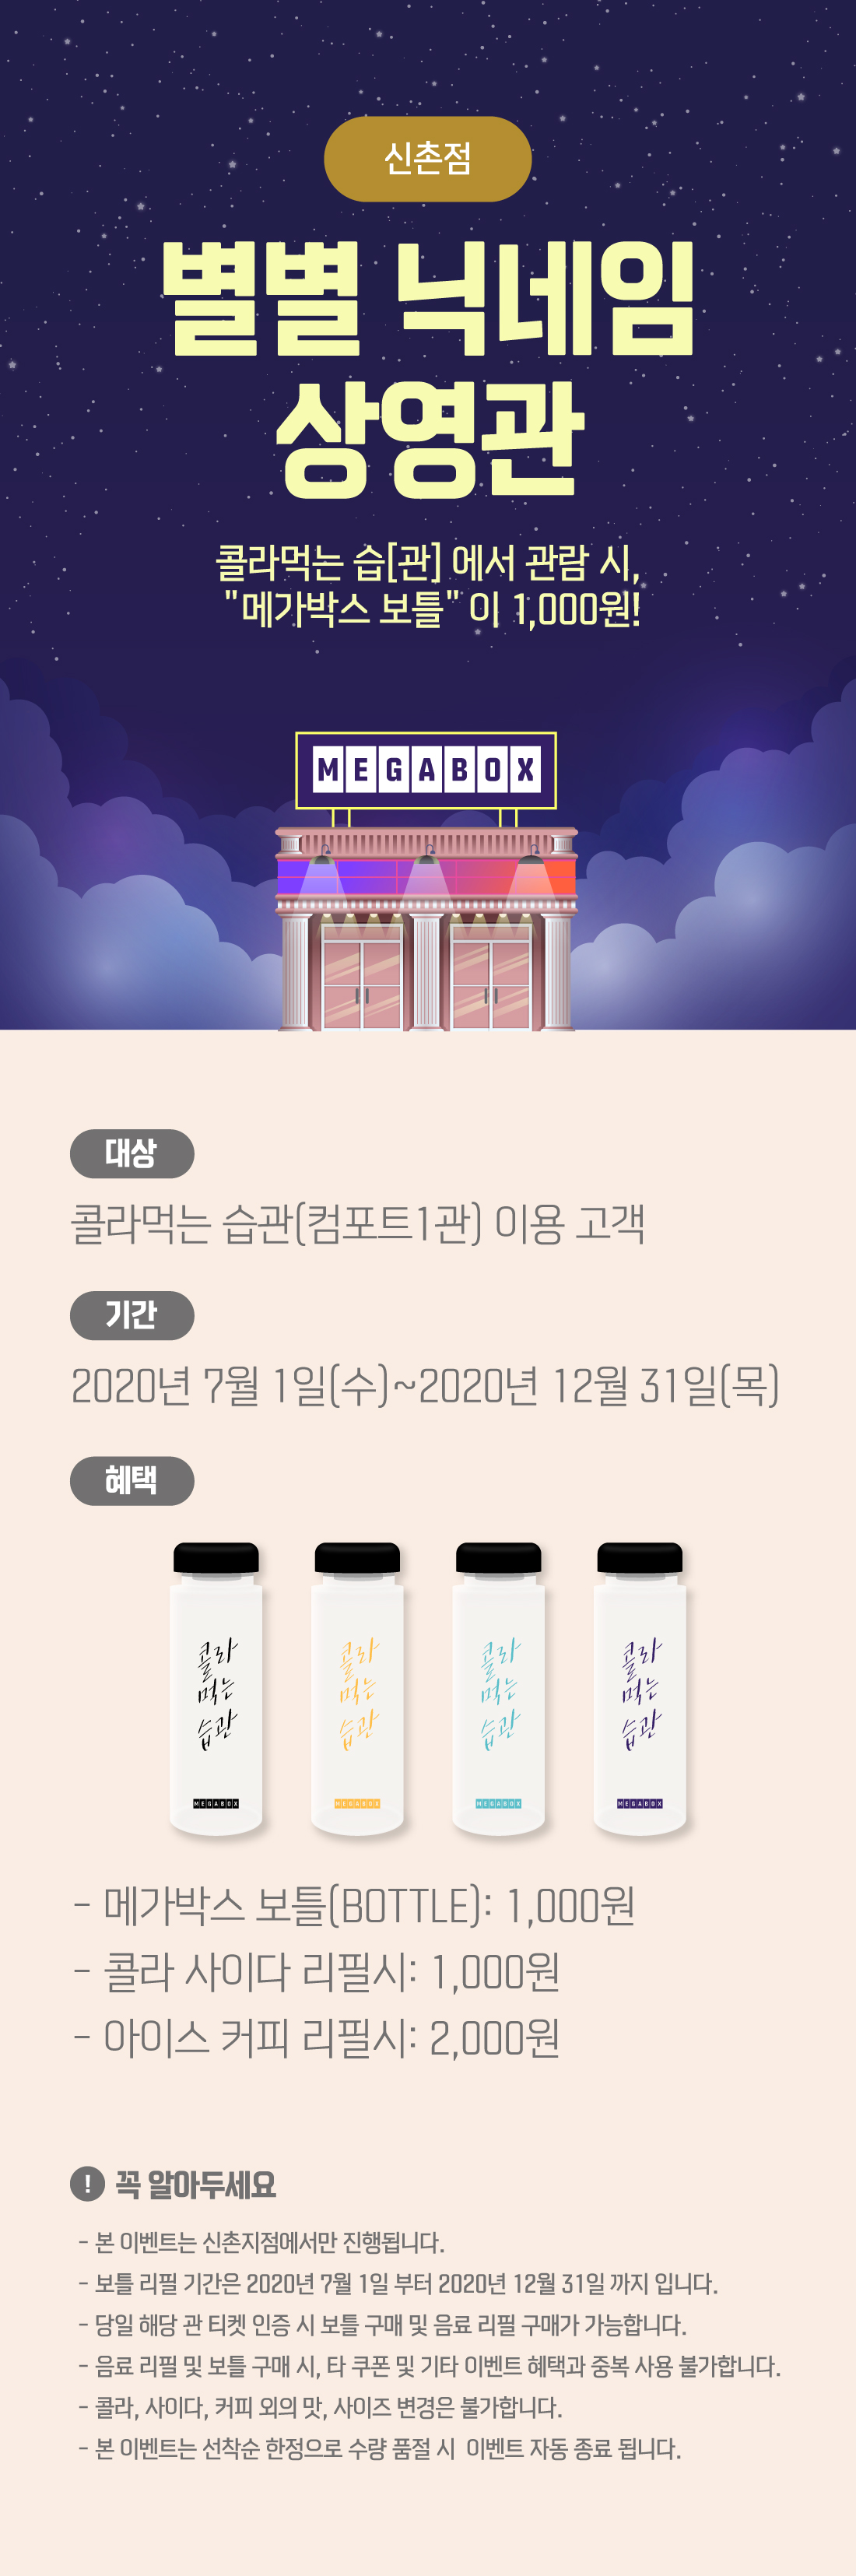 신촌점
별별 닉네임
상영관
콜라먹는 습[관] 에서 관람 시,
"메가박스 보틀" 이 1,000원!
MEGABOX
대상
콜라먹는 습관(컴포트1관) 이용 고객
기간
2020년 7월 1일(수)~2020년 12월 31일(목)
혜택
콜라
먹는
습관
MEGABOX
콜라
먹는
습관
MEGABOX
콜라
먹는
습관
MEGABOX
콜라
먹는
습관
MEGABOX
- 메가박스 보틀(BOTTLE): 1,000원
- 콜라 사이다 리필시: 1,000원
- 아이스 커피 리필시: 2,000원
! 꼭 알아두세요
- 본 이벤트는 신촌지점에서만 진행됩니다.
- 보틀 리필 기간은 2020년 7월 1일 부터 2020년 12월 31일 까지 입니다.
- 당일 해당 관 티켓 인증 시 보틀 구매 및 음료 리필 구매가 가능합니다.
- 음료 리필 및 보틀 구매 시, 타 쿠폰 및 기타 이벤트 혜택과 중복 사용 불가합니다.
- 콜라, 사이다, 커피 외의 맛, 사이즈 변경은 불가합니다.
- 본 이벤트는 선착순 한정으로 수량 품절 시 이벤트 자동 종료 됩니다.